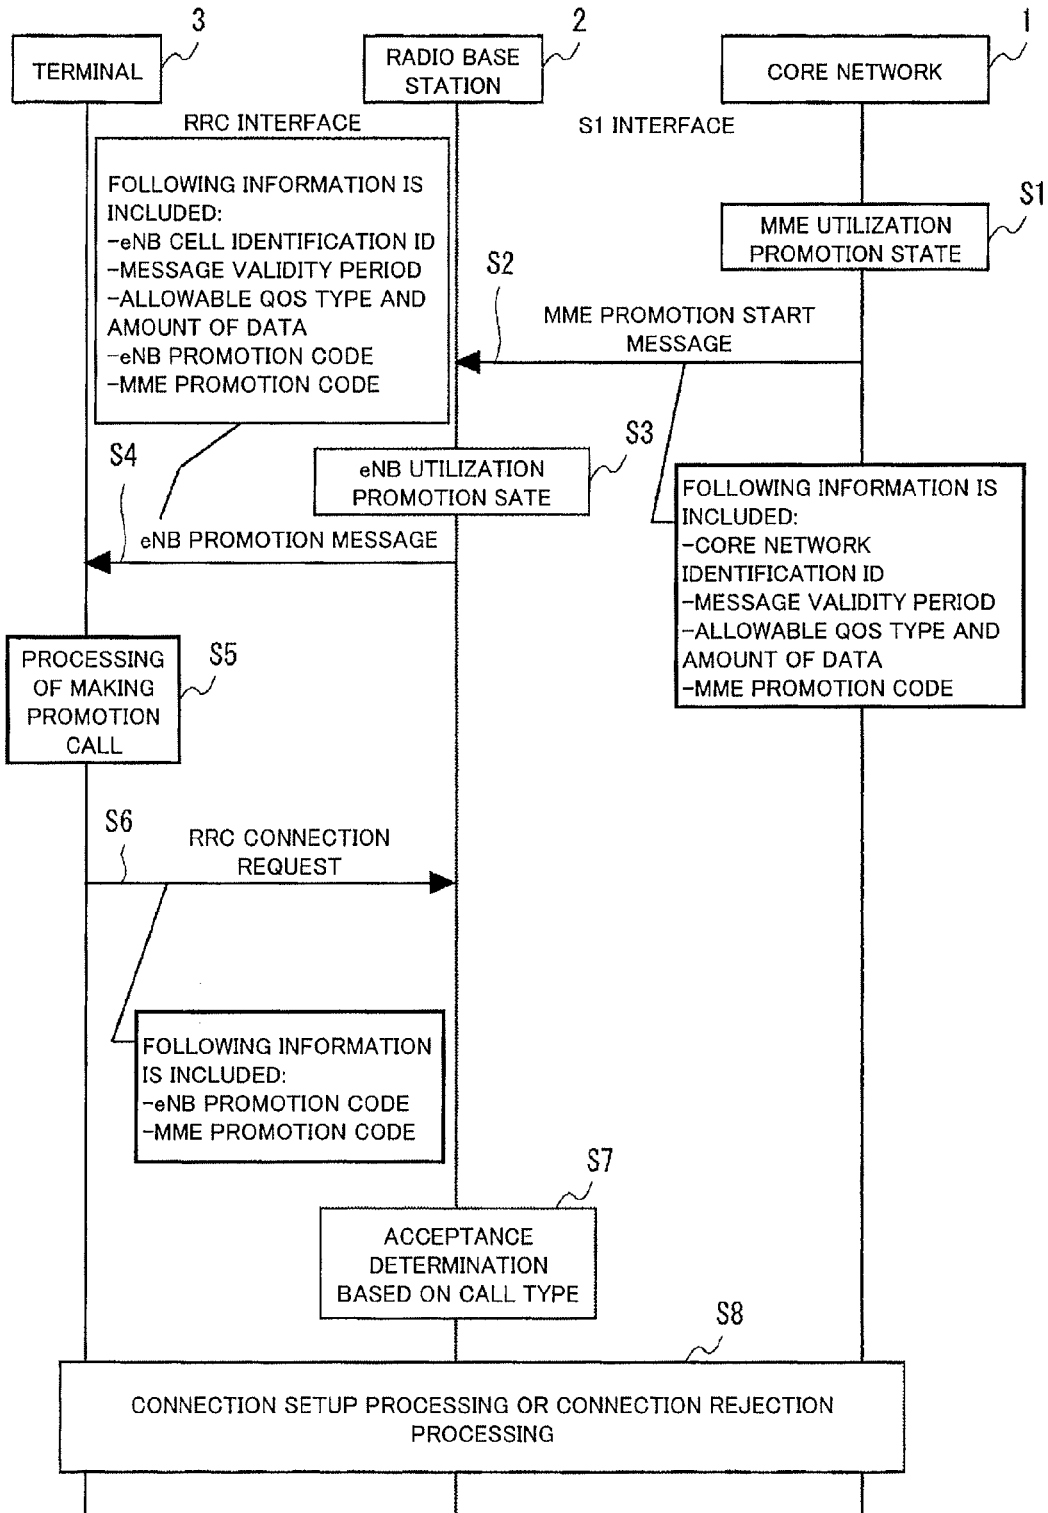 3
2
1
TERMINAL
RADIO BASE
STATION
CORE NETWORK
RRC INTERFACE
S1 INTERFACE
FOLLOWING INFORMATION IS
INCLUDED:
-eNB CELL IDENTIFICATION ID
-MESSAGE VALIDITY PERIOD
-ALLOWABLE QOS TYPE AND
AMOUNT OF DATA
-eNB PROMOTION CODE
-MME PROMOTION CODE
S1
MME UTILIZATION
PROMOTION STATE
S2
MME PROMOTION START
MESSAGE
S3
eNB UTILIZATION
PROMOTION SATE
FOLLOWING INFORMATION IS
INCLUDED:
-CORE NETWORK
IDENTIFICATION ID
-MESSAGE VALIDITY PERIOD
-ALLOWABLE QOS TYPE AND
AMOUNT OF DATA
-MME PROMOTION CODE
S4
eNB PROMOTION MESSAGE
S5
PROCESSING
OF MAKING
PROMOTION
CALL
S6
RRC CONNECTION
REQUEST
FOLLOWING INFORMATION
IS INCLUDED:
-eNB PROMOTION CODE
-MME PROMOTION CODE
S7
ACCEPTANCE
DETERMINATION
BASED ON CALL TYPE
S8
CONNECTION SETUP PROCESSING OR CONNECTION REJECTION
PROCESSING